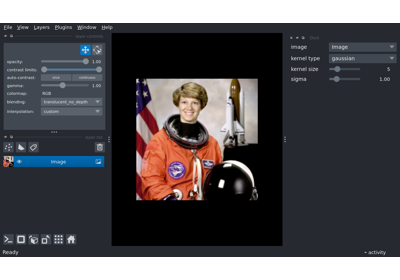 File View Layers Plugins Window Help
opacity: 1.00
contrast limits:
auto-contrast: once continuous
gamma: 1.00
colormap: RGB
blending: translucent_no_depth
interpolation: custom
Image
image Image
kernel type gaussian
kernel size 5
sigma 1.00
Ready
activity